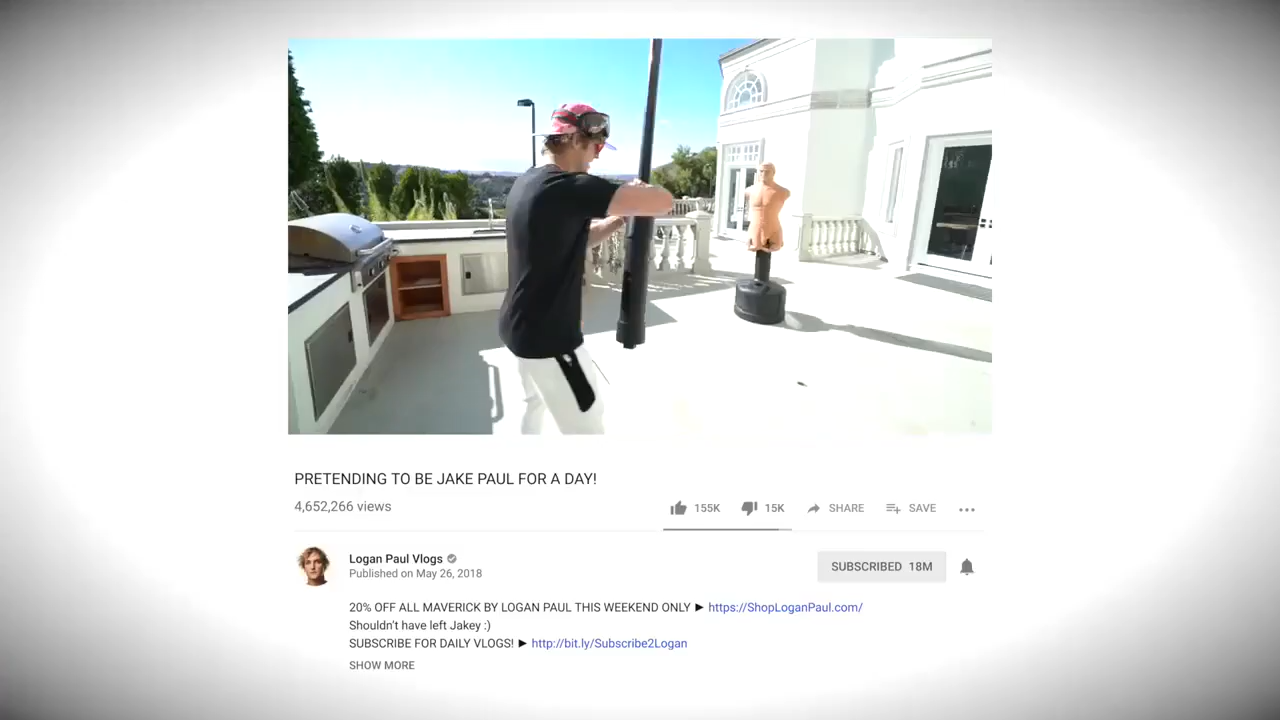 PRETENDING TO BE JAKE PAUL FOR A DAY!
4,652,266 views
155K 15K SHARE SAVE
Logan Paul Vlogs
Published on May 26, 2018
SUBSCRIBED 18M
20% OFF ALL MAVERICK BY LOGAN PAUL THIS WEEKEND ONLY ► https://ShopLoganPaul.com/
Shouldn't have left Jakey :)
SUBSCRIBE FOR DAILY VLOGS! ► http://bit.ly/Subscribe2Logan
SHOW MORE